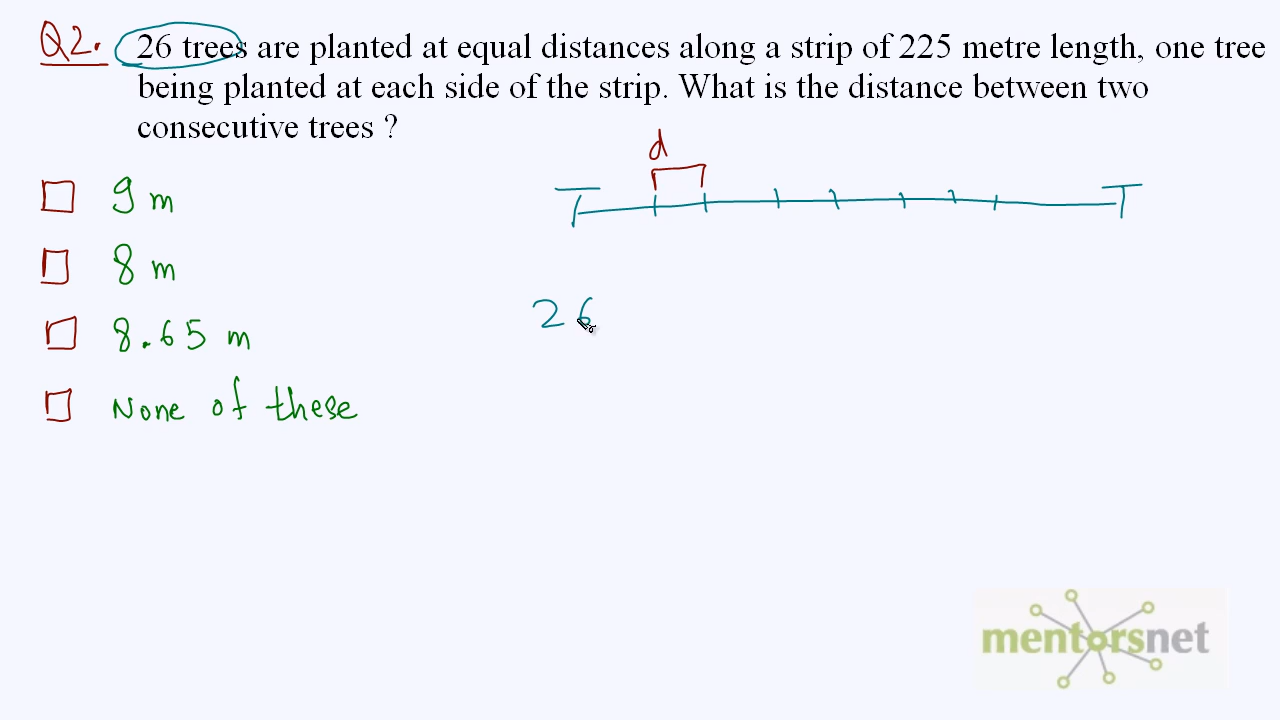 Q2. 26 trees are planted at equal distances along a strip of 225 metre length, one tree
being planted at each side of the strip. What is the distance between two
consecutive trees ?
d
T T
9 m
8 m
26
8.65 m
None of these
mentorsnet